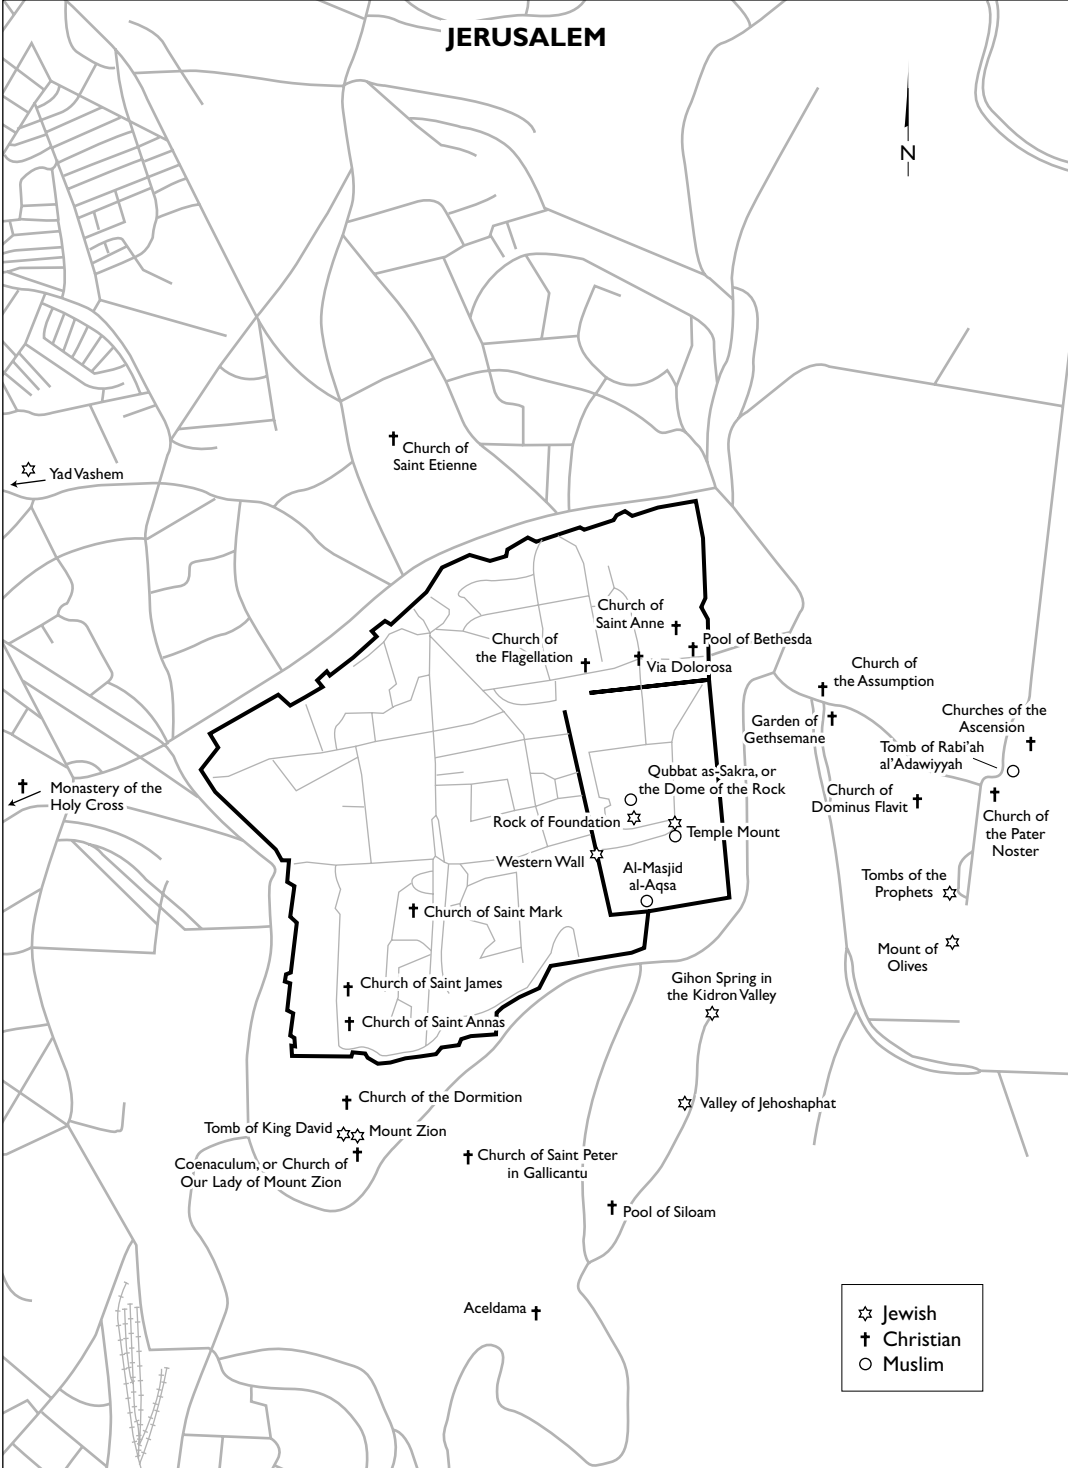 JERUSALEM
N
Church of
Saint Etienne
Yad Vashem
Church of
Saint Anne
Pool of Bethesda
Church of
the Flagellation
Via Dolorosa
Church of
the Assumption
Garden of
Gethsemane
Churches of the
Ascension
Tomb of Rabi'ah
al'Adawiyyah
Qubbat as-Sakra, or
the Dome of the Rock
Monastery of the
Holy Cross
Church of
Dominus Flavit
Church of
the Pater
Noster
Rock of Foundation
Temple Mount
Western Wall
Al-Masjid
al-Aqsa
Tombs of the
Prophets
Church of Saint Mark
Mount of
Olives
Church of Saint James
Gihon Spring in
the Kidron Valley
Church of Saint Annas
Church of the Dormition
Valley of Jehoshaphat
Tomb of King David
Mount Zion
Coenaculum, or Church of
Our Lady of Mount Zion
Church of Saint Peter
in Gallicantu
Pool of Siloam
Aceldama
Jewish
Christian
Muslim